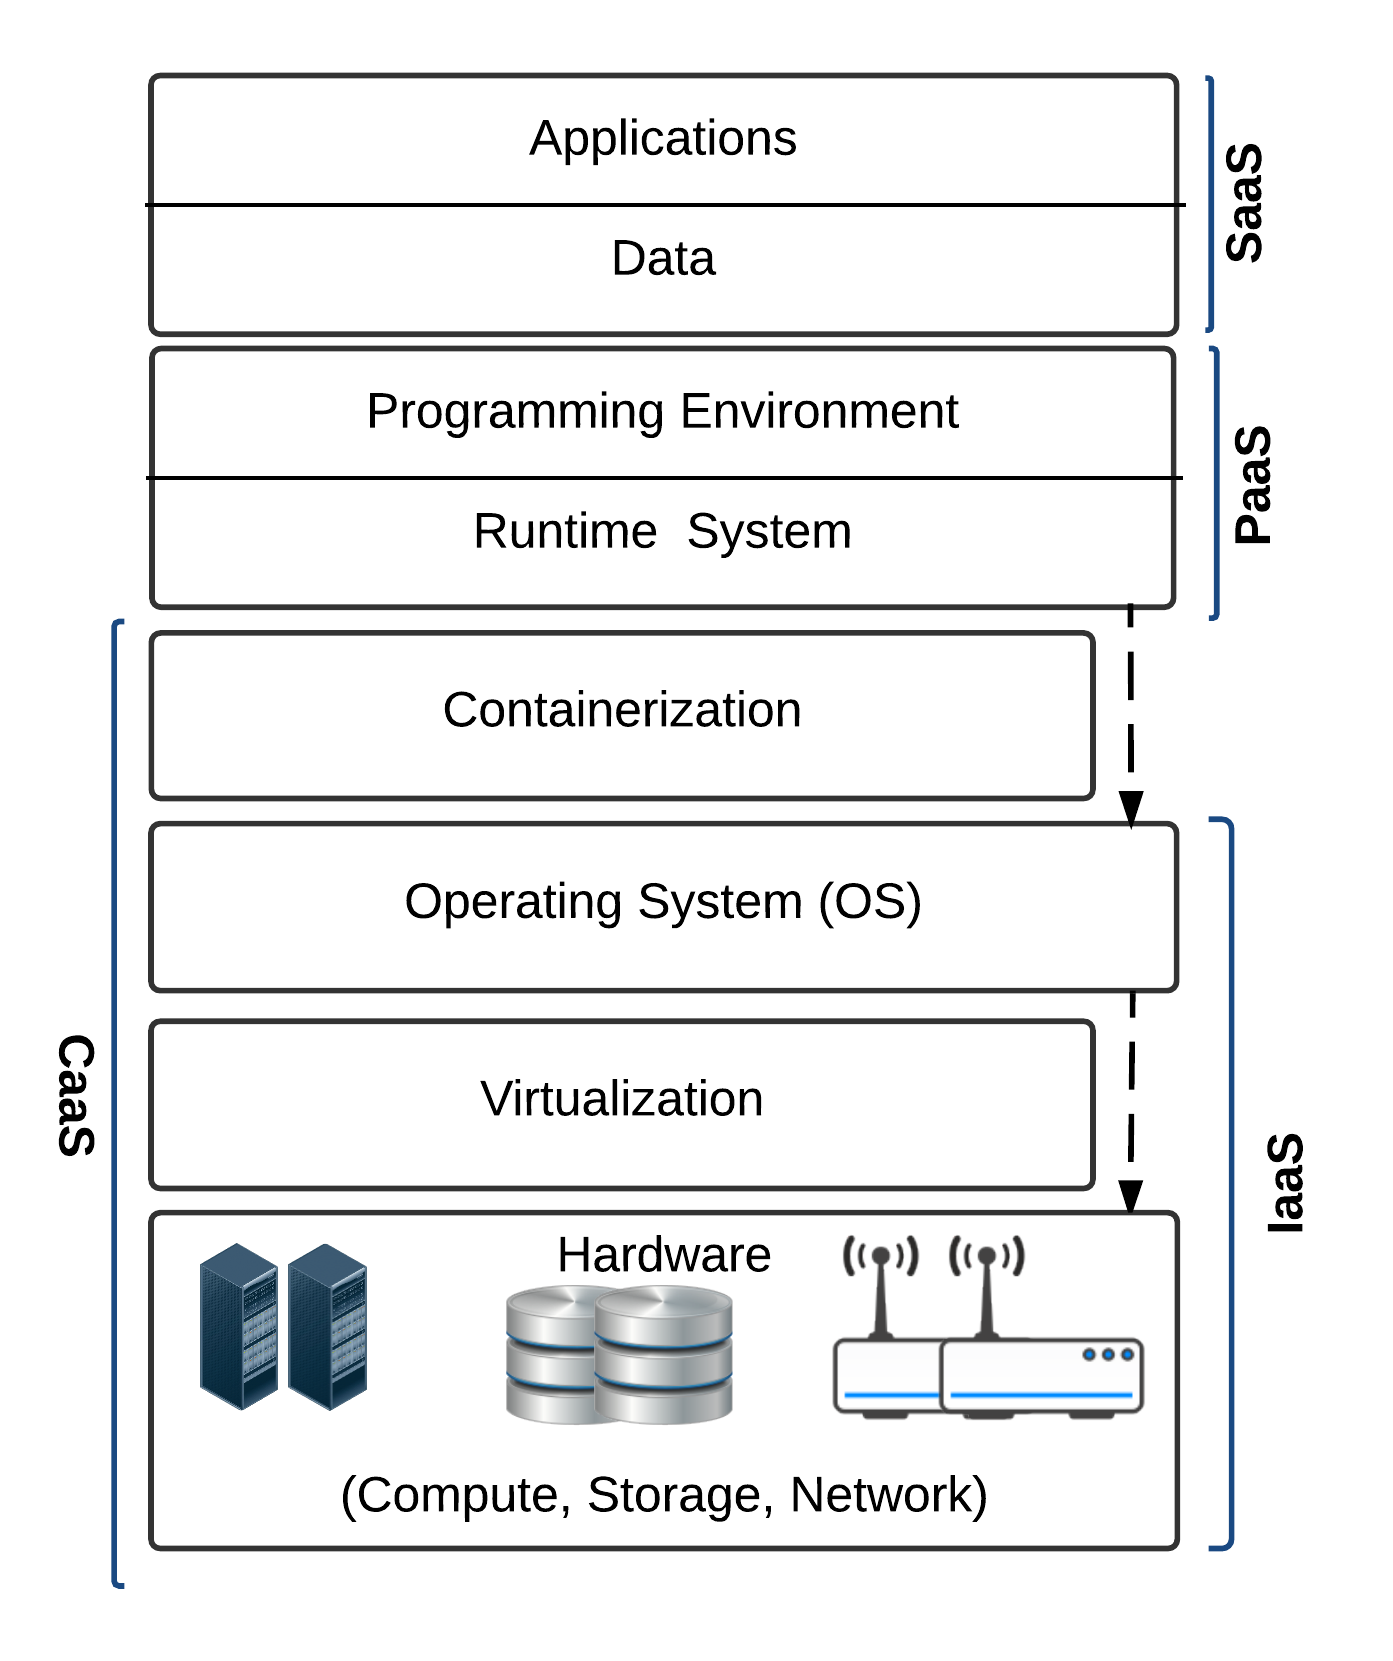 Applications
SaaS
Data
Programming Environment
PaaS
Runtime System
Containerization
Operating System (OS)
CaaS
Virtualization
IaaS
Hardware
(Compute, Storage, Network)